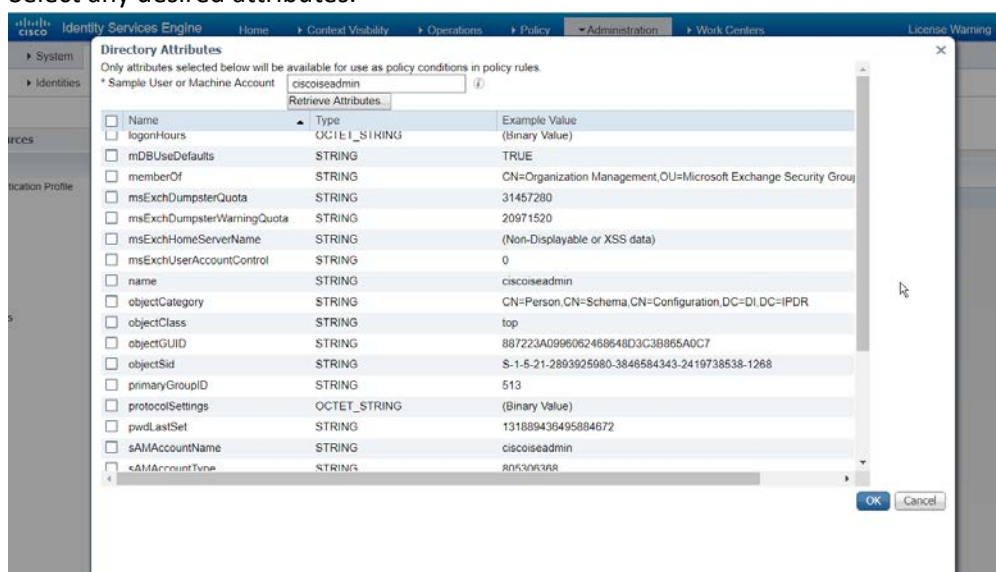 Select any desired attributes.
cisco Identity Services Engine Home Context Visibility Operations Policy Administration Work Centers License Warning
System
Identities
Directory Attributes
Only attributes selected below will be available for use as policy conditions in policy rules.
* Sample User or Machine Account ciscoiseadmin
Retrieve Attributes...
Name Type Example Value
logonHours OCTET_STRING (Binary Value)
mDBUseDefaults STRING TRUE
memberOf STRING CN=Organization Management,OU=Microsoft Exchange Security Group
msExchDumpsterQuota STRING 31457280
msExchDumpsterWarningQuota STRING 20971520
msExchHomeServerName STRING (Non-Displayable or XSS data)
msExchUserAccountControl STRING 0
name STRING ciscoiseadmin
objectCategory STRING CN=Person,CN=Schema,CN=Configuration,DC=DI,DC=IPDR
objectClass STRING top
objectGUID STRING 887223A0996062468648D3C3B865A0C7
objectSid STRING S-1-5-21-2893925980-3846584343-2419738538-1268
primaryGroupID STRING 513
protocolSettings OCTET_STRING (Binary Value)
pwdLastSet STRING 131889436495884672
sAMAccountName STRING ciscoiseadmin
sAMAccountType STRING 805306368
urces
tication Profile
s
OK Cancel